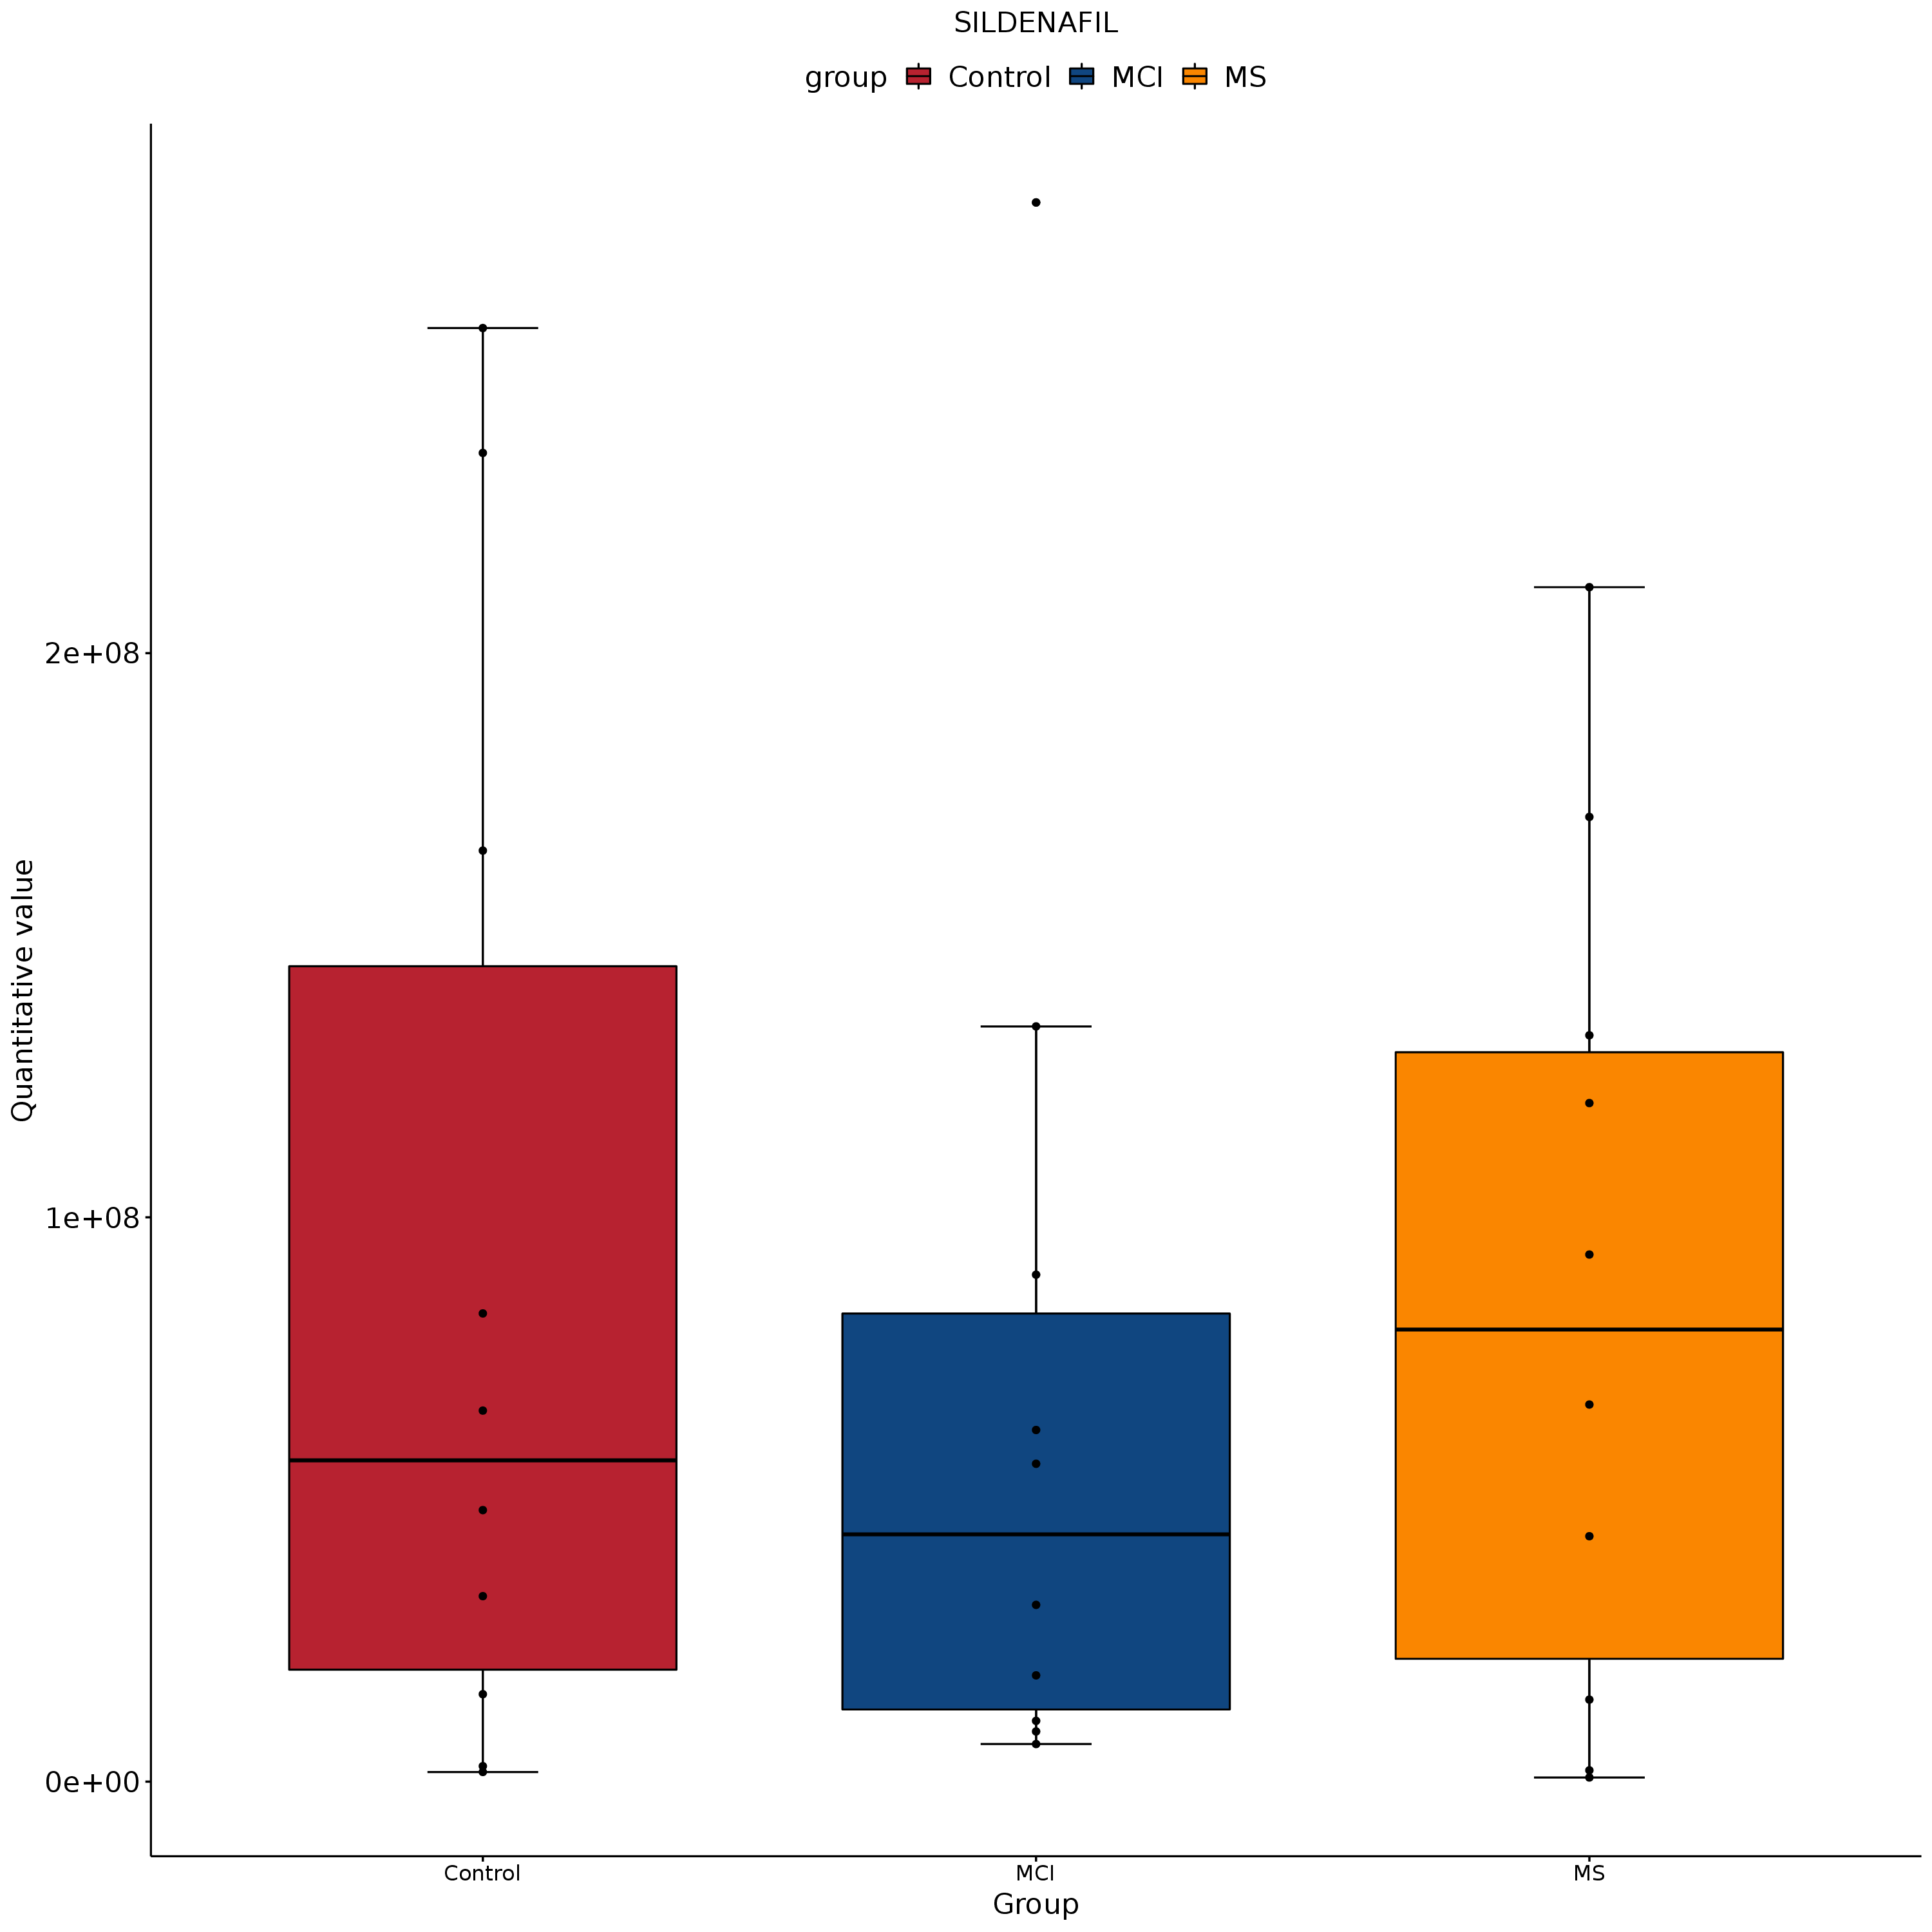 SILDENAFIL
group Control MCI MS
Quantitative value
2e+08
1e+08
0e+00
Control MCI MS
Group